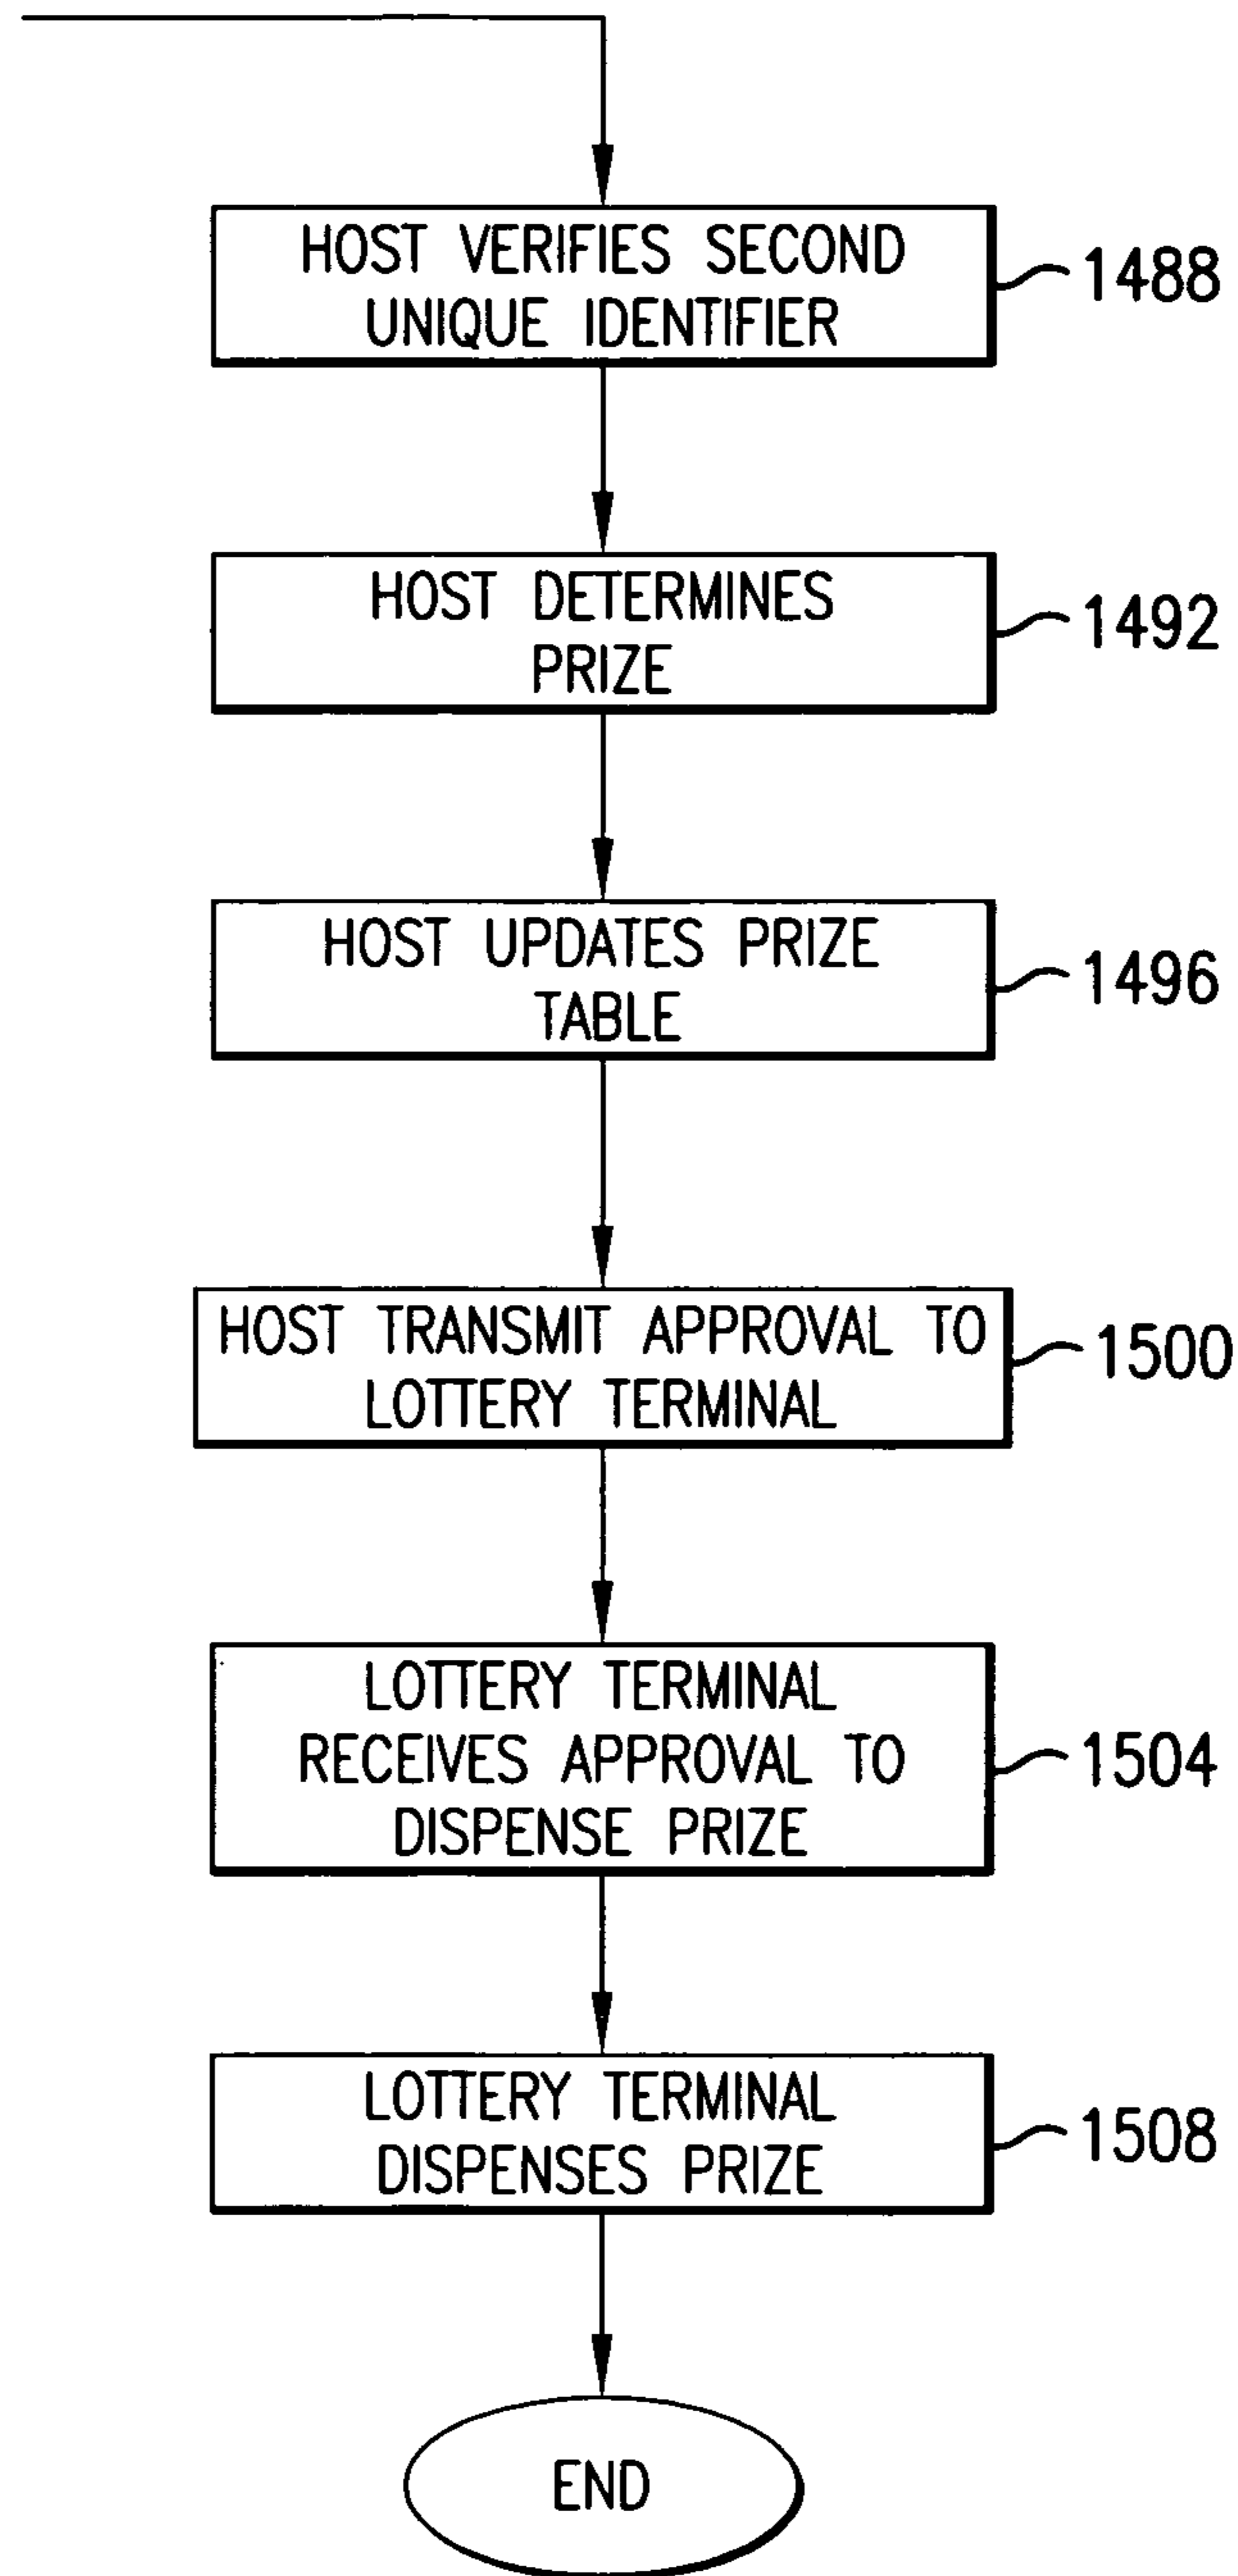 HOST VERIFIES SECOND
UNIQUE IDENTIFIER
1488
HOST DETERMINES
PRIZE
1492
HOST UPDATES PRIZE
TABLE
1496
HOST TRANSMIT APPROVAL TO
LOTTERY TERMINAL
1500
LOTTERY TERMINAL
RECEIVES APPROVAL TO
DISPENSE PRIZE
1504
LOTTERY TERMINAL
DISPENSES PRIZE
1508
END